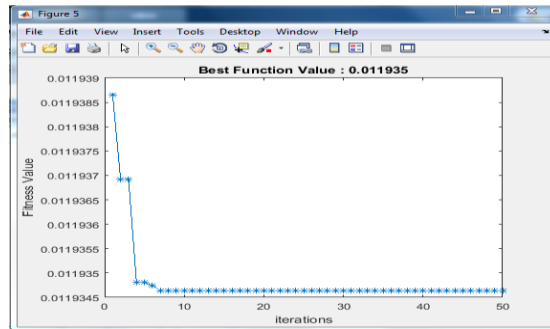 Figure 5
File Edit View Insert Tools Desktop Window Help
Best Function Value : 0.011935
0.011939
0.0119385
0.011938
0.0119375
0.011937
0.0119365
0.011936
0.0119355
0.011935
0.0119345
Fitness Value
0 10 20 30 40 50
iterations